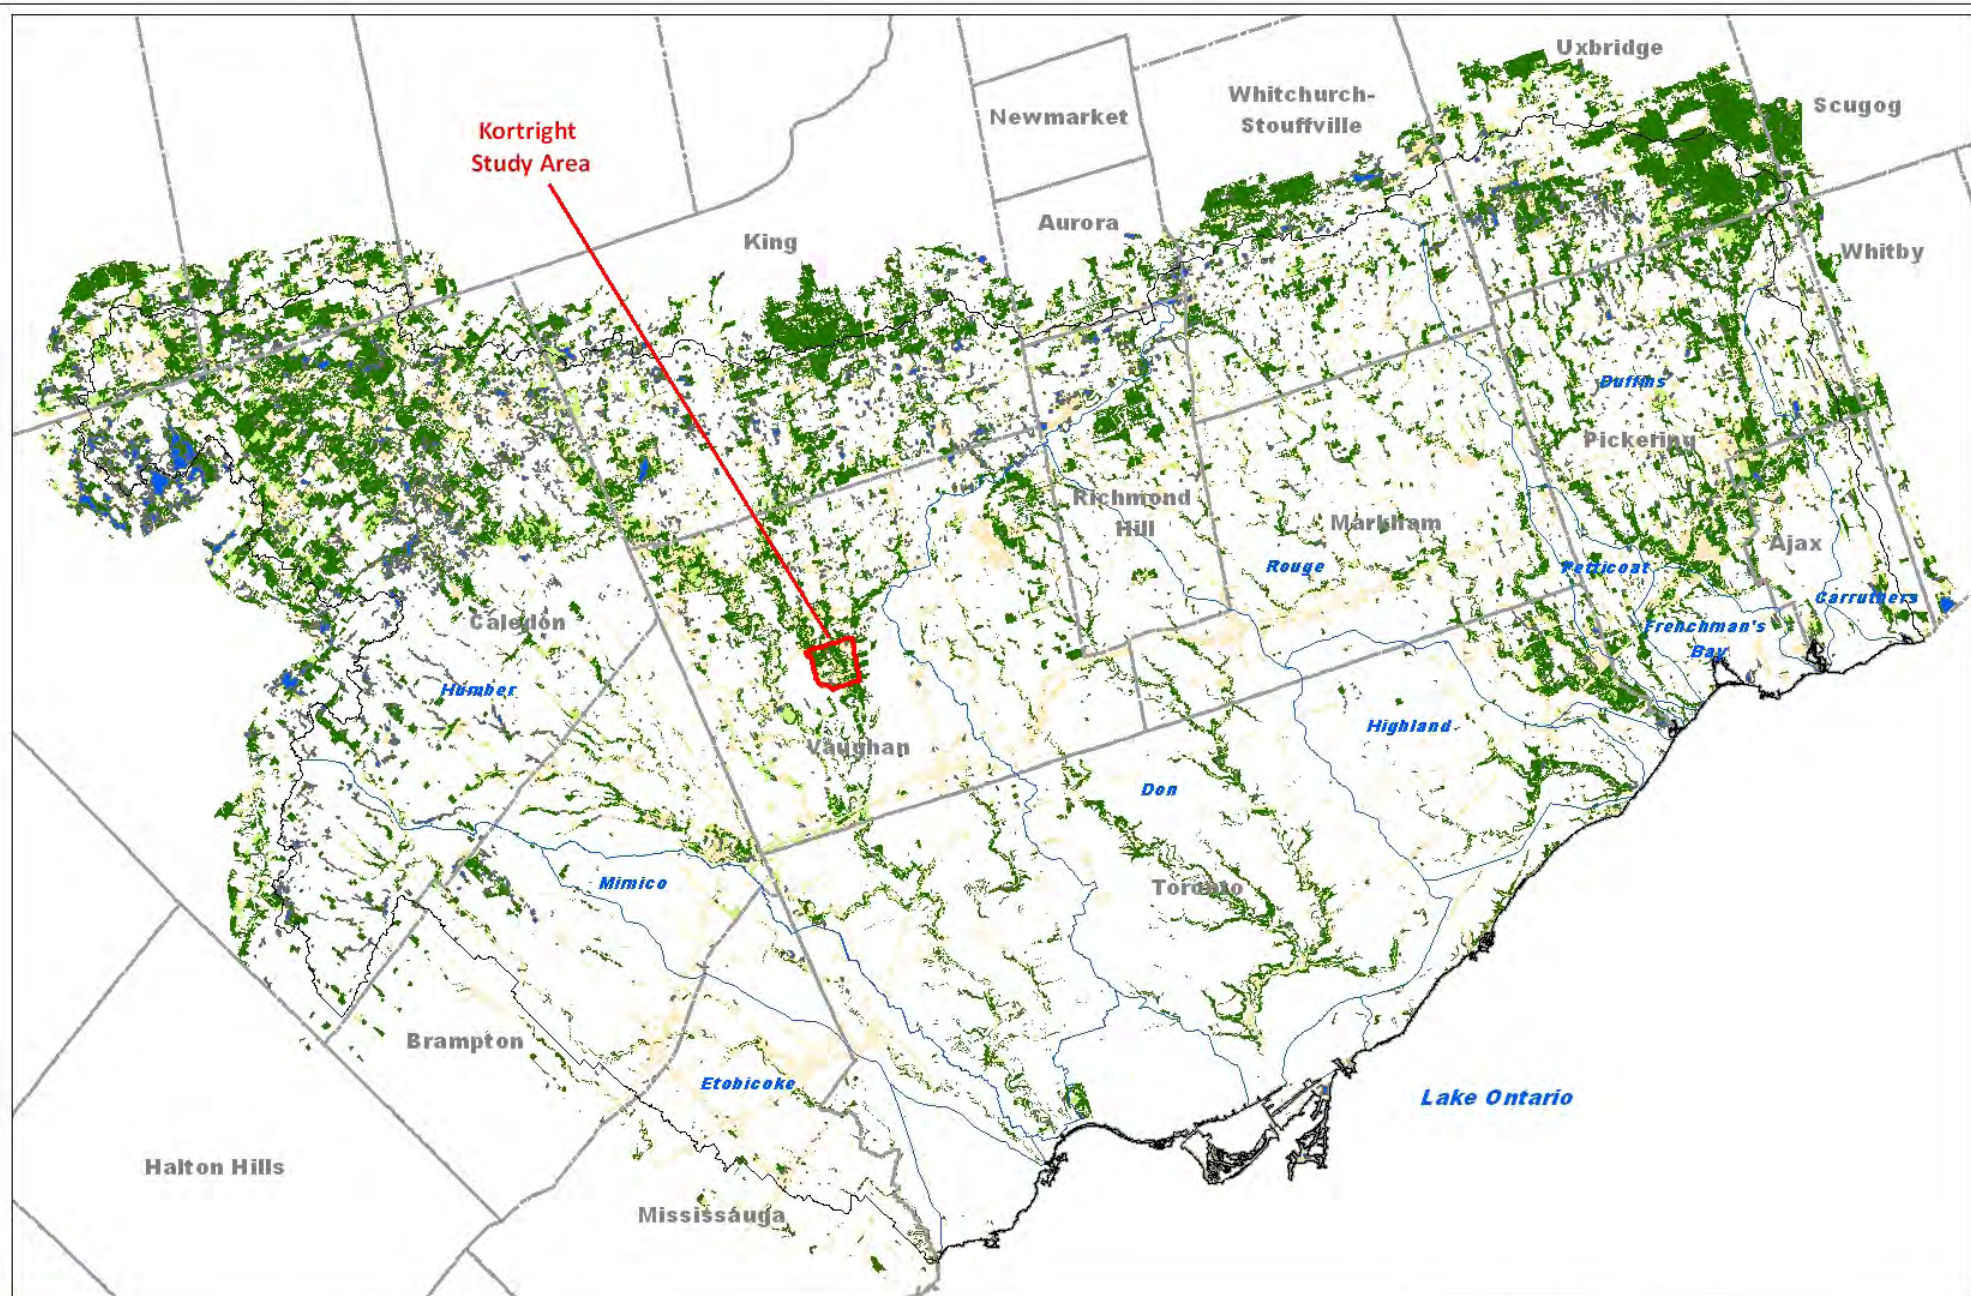 Uxbridge
Scugog
Whitchurch-
Stouffville
Newmarket
Kortright
Study Area
Aurora
King
Whitby
Duffins
Pickering
Richmond
Hill
Markham
Ajax
Rouge
Petticoat
Carruthers
Caledon
Frenchman's
Bay
Humber
Highland
Vaughan
Don
Mimico
Toronto
Brampton
Etobicoke
Lake Ontario
Halton Hills
Mississauga